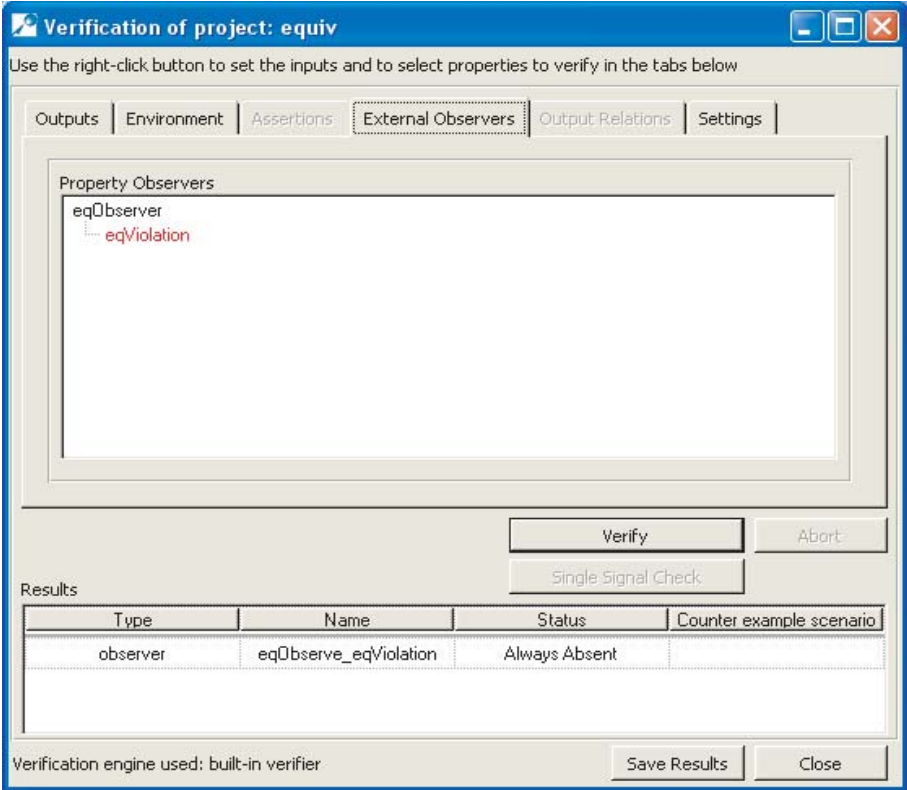 Verification of project: equiv
Use the right-click button to set the inputs and to select properties to verify in the tabs below
Outputs Environment Assertions External Observers Output Relations Settings
Property Observers
eqObserver
eqViolation
Verify Abort
Single Signal Check
Results
Type Name Status Counter example scenario
observer eqObserve_eqViolation Always Absent
Verification engine used: built-in verifier Save Results Close